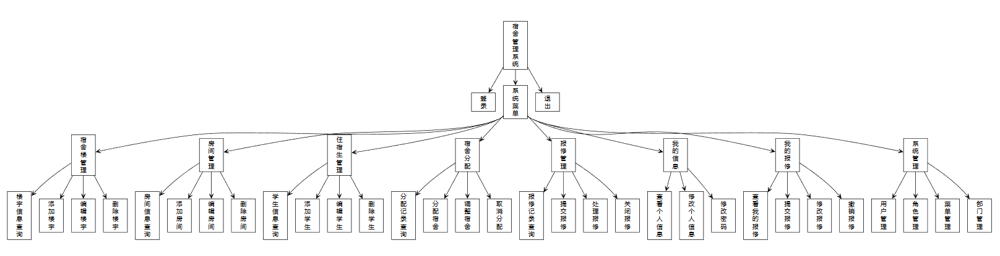 宿舍管理系统
登录
系统菜单
退出
宿舍楼管理
房间管理
住宿生管理
宿舍分配
报修管理
我的信息
我的报修
系统管理
楼宇信息查询
添加楼宇
编辑楼宇
删除楼宇
房间信息查询
添加房间
编辑房间
删除房间
学生信息查询
添加学生
编辑学生
删除学生
分配记录查询
分配宿舍
调整宿舍
取消分配
报修记录查询
提交报修
处理报修
关闭报修
查看个人信息
修改个人信息
修改密码
查看我的报修
提交报修
修改报修
撤销报修
用户管理
角色管理
菜单管理
部门管理